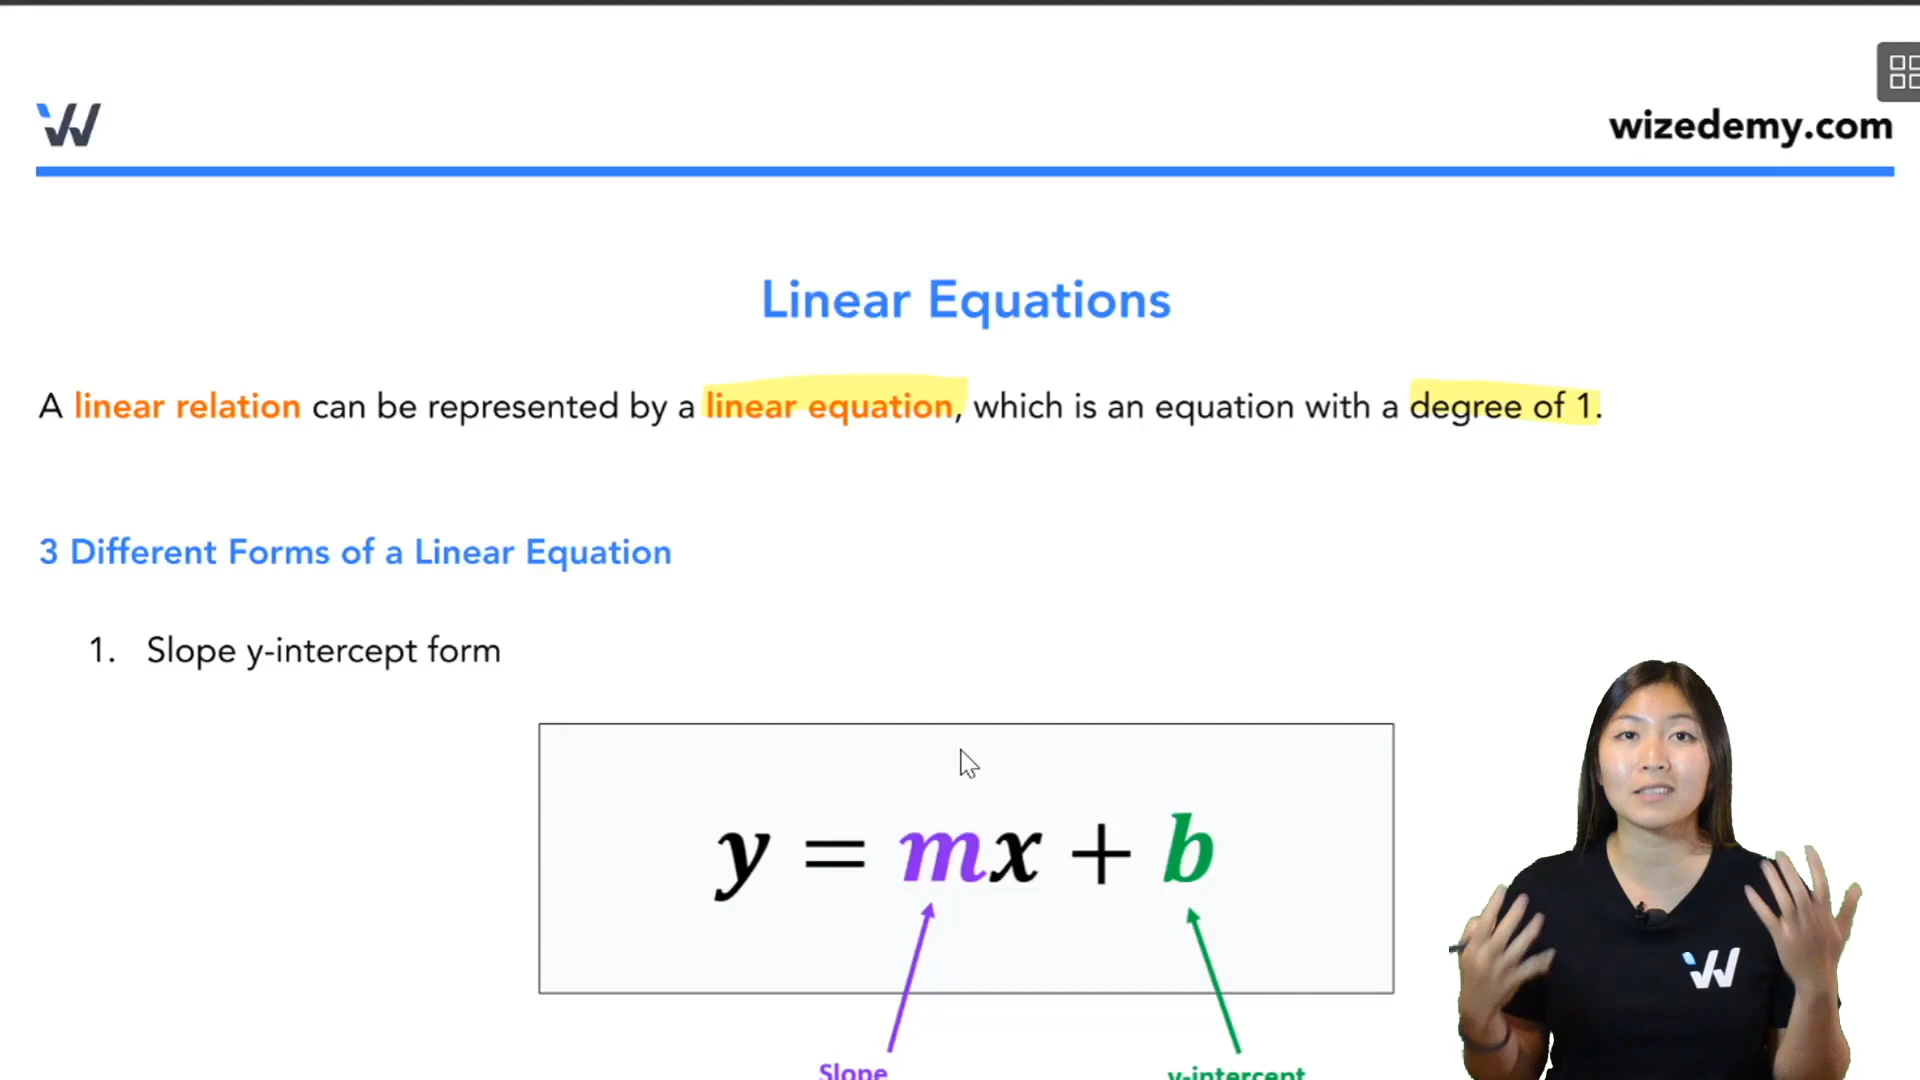 W
wizedemy.com
Linear Equations
A linear relation can be represented by a linear equation, which is an equation with a degree of 1.
3 Different Forms of a Linear Equation
1. Slope y-intercept form
y = mx + b
Slope
y-intercept
W